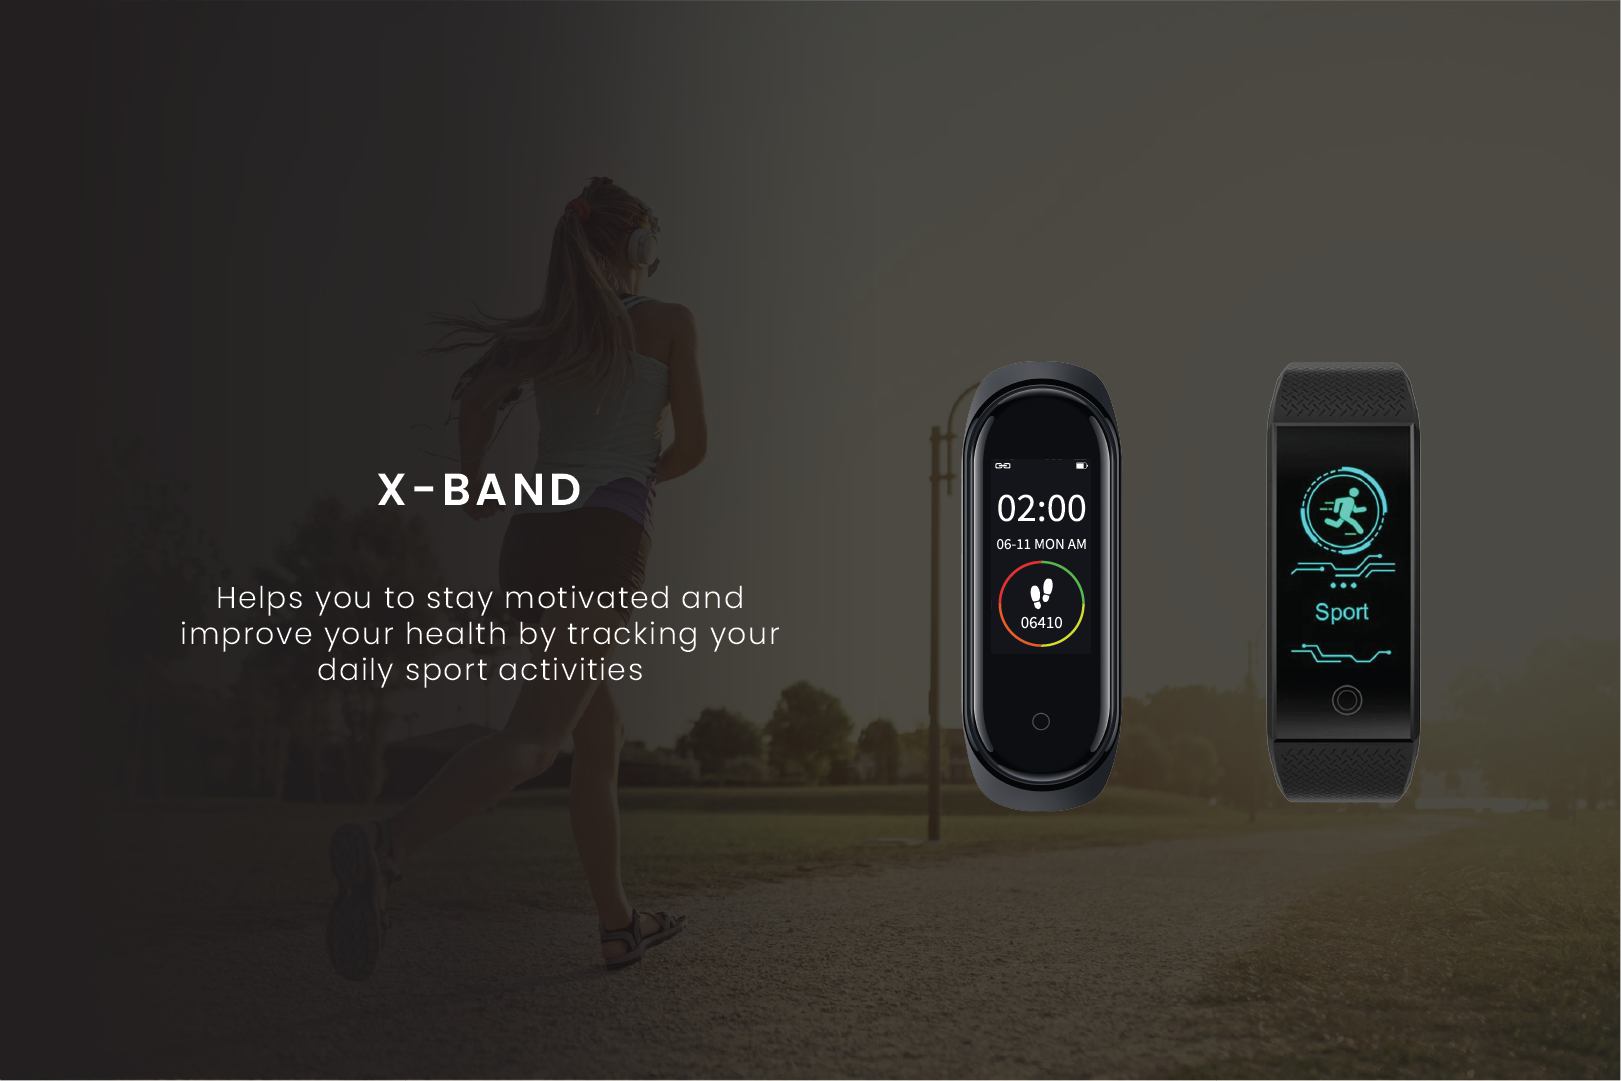 X-BAND
Helps you to stay motivated and
improve your health by tracking your
daily sport activities
02:00
06-11 MON AM
06410
Sport